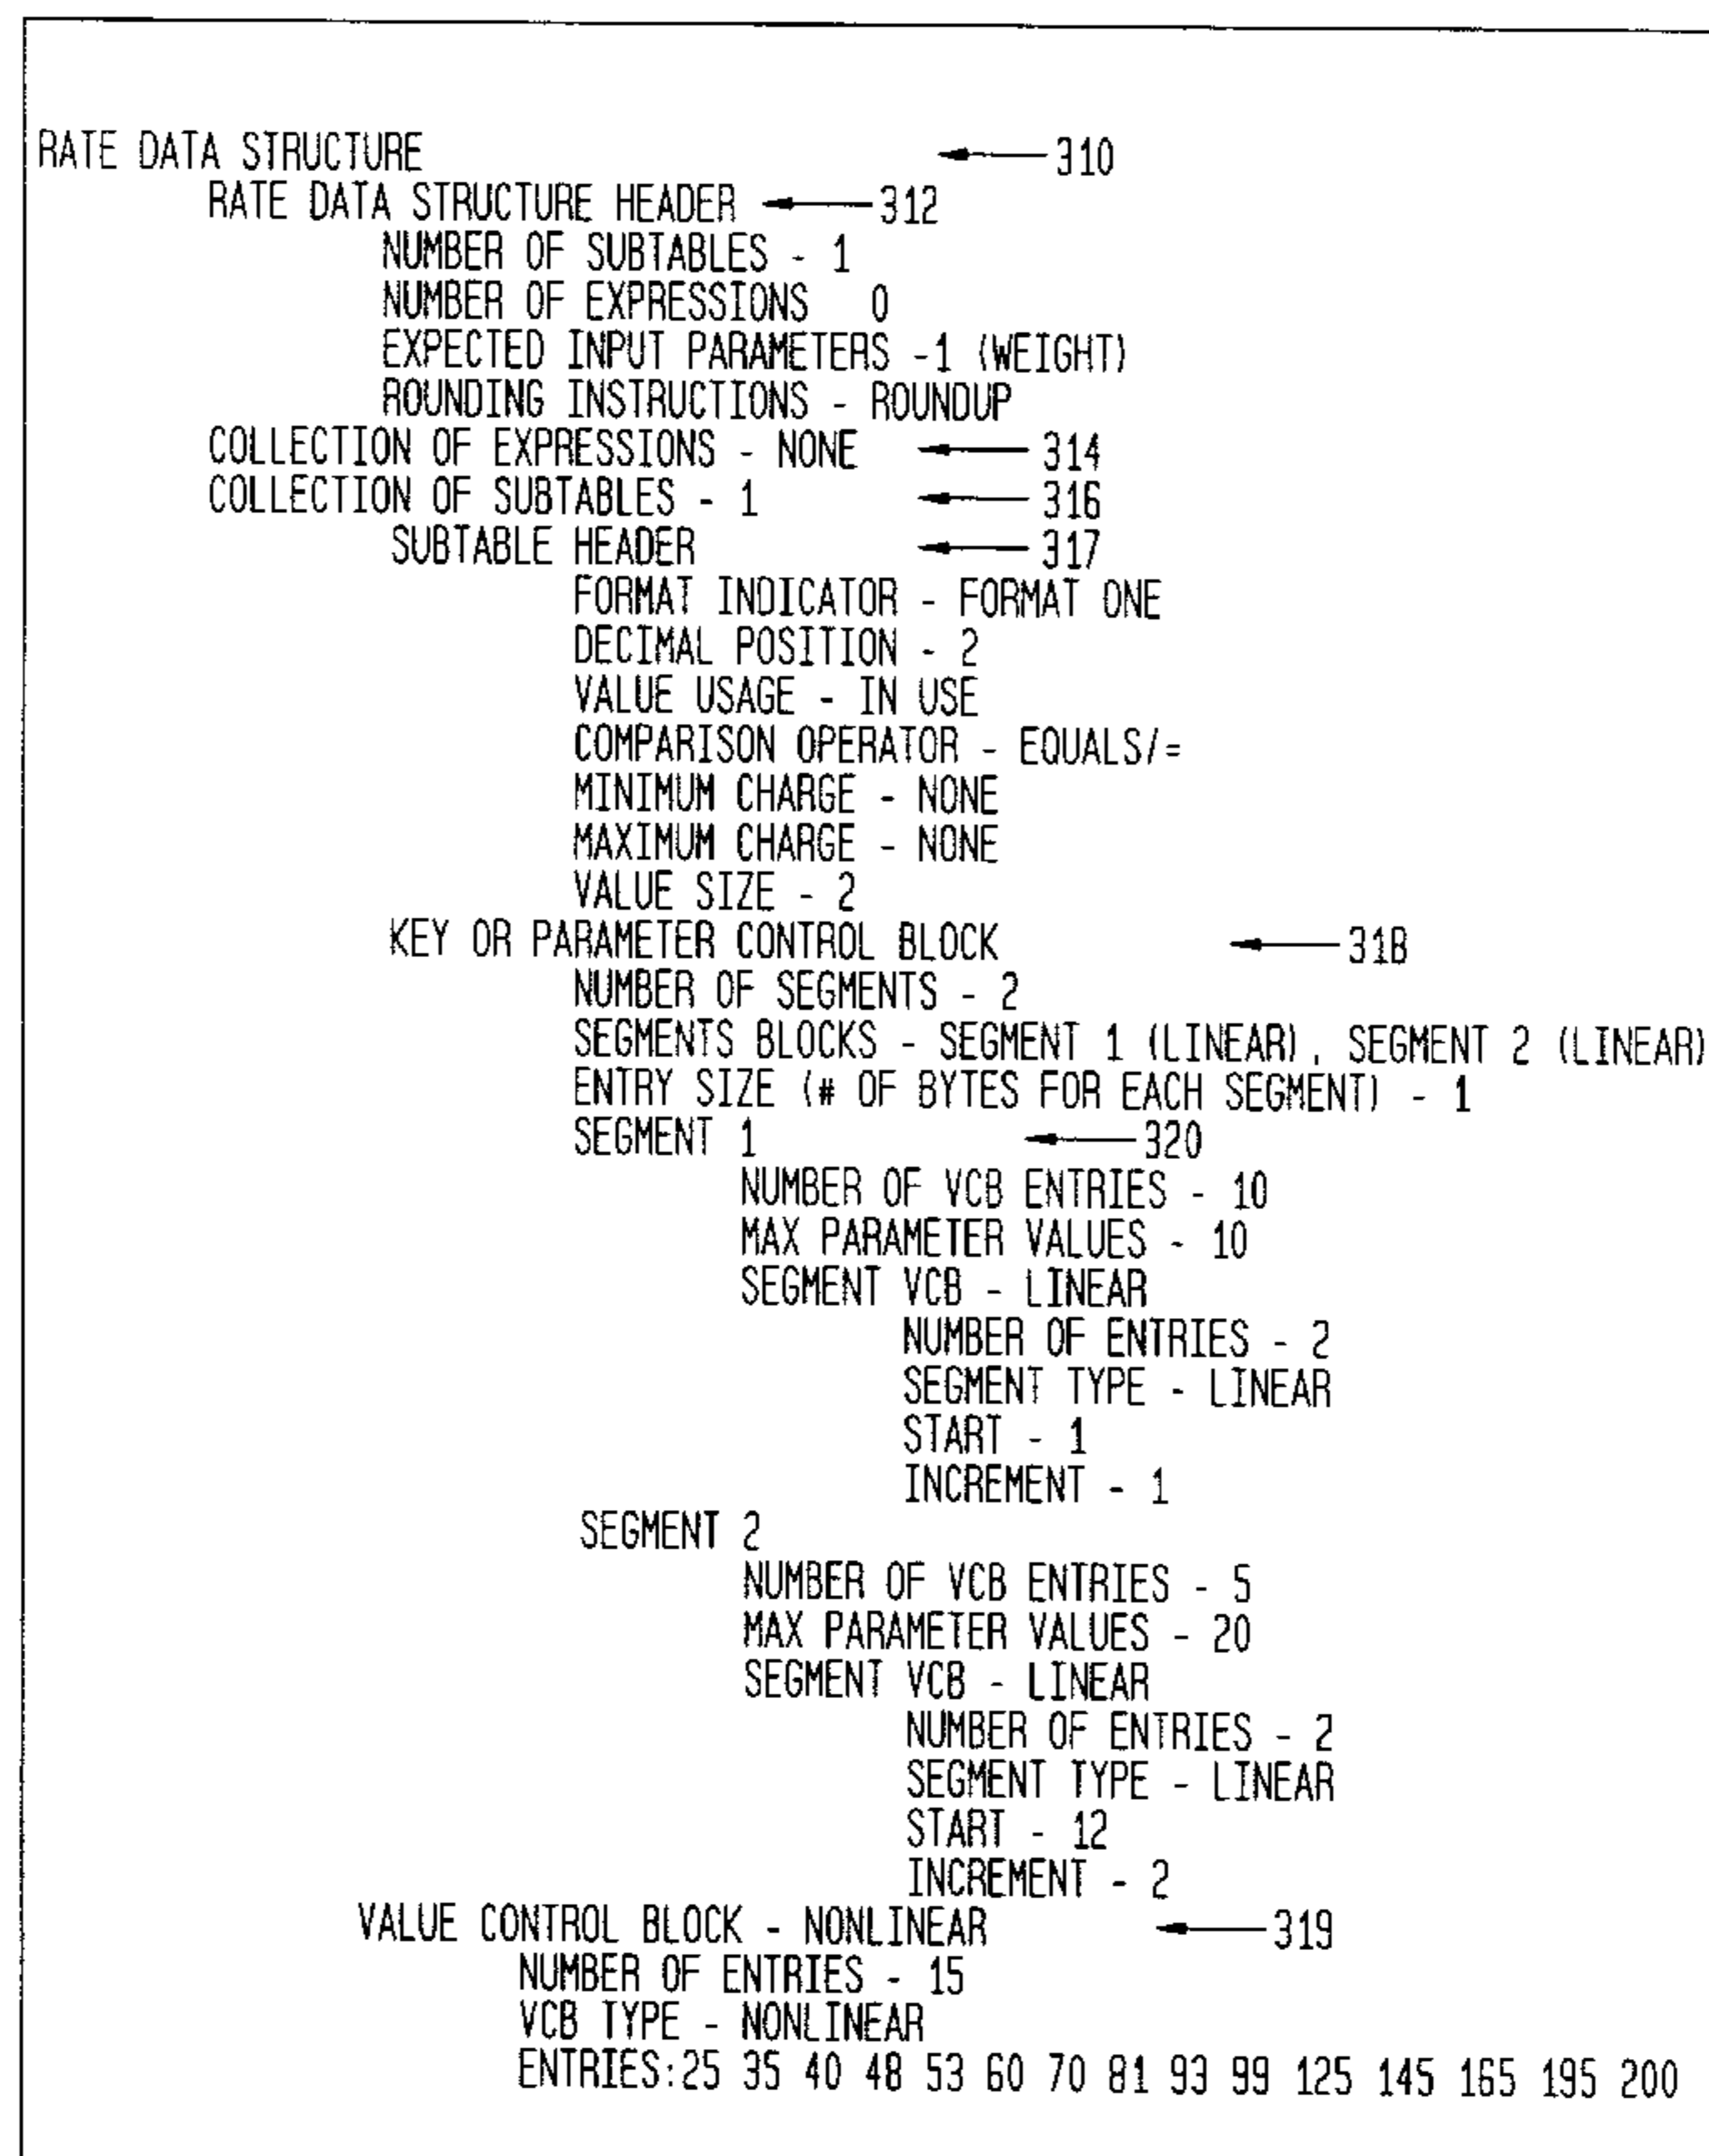 RATE DATA STRUCTURE 310
RATE DATA STRUCTURE HEADER 312
NUMBER OF SUBTABLES - 1
NUMBER OF EXPRESSIONS 0
EXPECTED INPUT PARAMETERS -1 (WEIGHT)
ROUNDING INSTRUCTIONS - ROUNDUP
COLLECTION OF EXPRESSIONS - NONE 314
COLLECTION OF SUBTABLES - 1 316
SUBTABLE HEADER 317
FORMAT INDICATOR - FORMAT ONE
DECIMAL POSITION - 2
VALUE USAGE - IN USE
COMPARISON OPERATOR - EQUALS/=
MINIMUM CHARGE - NONE
MAXIMUM CHARGE - NONE
VALUE SIZE - 2
KEY OR PARAMETER CONTROL BLOCK 318
NUMBER OF SEGMENTS - 2
SEGMENTS BLOCKS - SEGMENT 1 (LINEAR), SEGMENT 2 (LINEAR)
ENTRY SIZE (# OF BYTES FOR EACH SEGMENT) - 1
SEGMENT 1 320
NUMBER OF VCB ENTRIES - 10
MAX PARAMETER VALUES - 10
SEGMENT VCB - LINEAR
NUMBER OF ENTRIES - 2
SEGMENT TYPE - LINEAR
START - 1
INCREMENT - 1
SEGMENT 2
NUMBER OF VCB ENTRIES - 5
MAX PARAMETER VALUES - 20
SEGMENT VCB - LINEAR
NUMBER OF ENTRIES - 2
SEGMENT TYPE - LINEAR
START - 12
INCREMENT - 2
VALUE CONTROL BLOCK - NONLINEAR 319
NUMBER OF ENTRIES - 15
VCB TYPE - NONLINEAR
ENTRIES:25 35 40 48 53 60 70 81 93 99 125 145 165 195 200